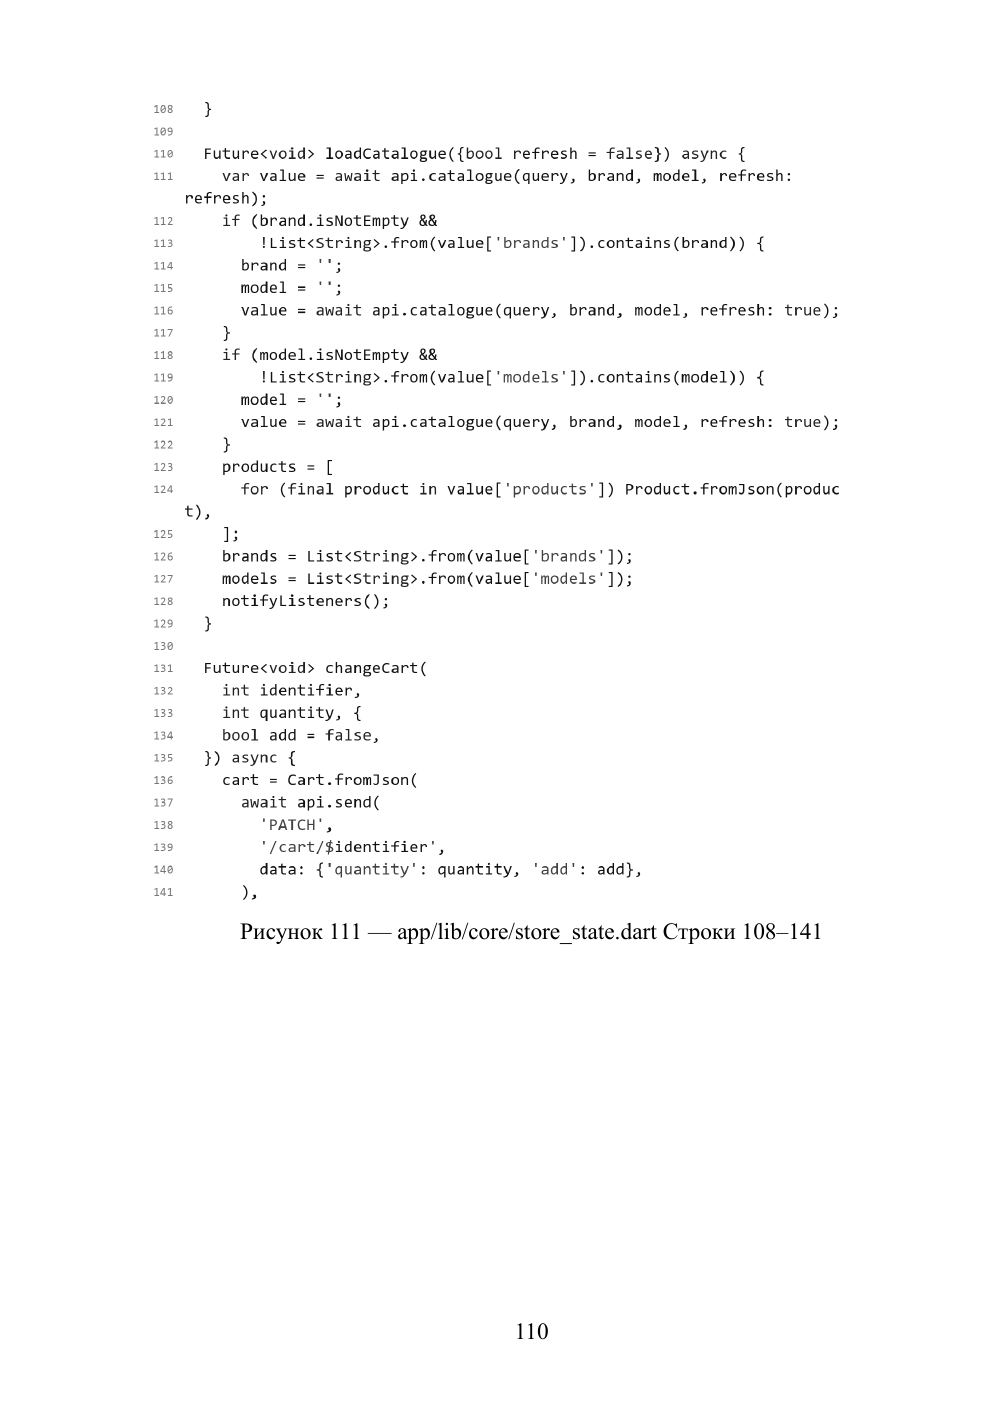 108   }
109
110   Future<void> loadCatalogue({bool refresh = false}) async {
111     var value = await api.catalogue(query, brand, model, refresh:
refresh);
112     if (brand.isNotEmpty &&
113         !List<String>.from(value['brands']).contains(brand)) {
114       brand = '';
115       model = '';
116       value = await api.catalogue(query, brand, model, refresh: true);
117     }
118     if (model.isNotEmpty &&
119         !List<String>.from(value['models']).contains(model)) {
120       model = '';
121       value = await api.catalogue(query, brand, model, refresh: true);
122     }
123     products = [
124       for (final product in value['products']) Product.fromJson(produc
t),
125     ];
126     brands = List<String>.from(value['brands']);
127     models = List<String>.from(value['models']);
128     notifyListeners();
129   }
130
131   Future<void> changeCart(
132     int identifier,
133     int quantity, {
134     bool add = false,
135   }) async {
136     cart = Cart.fromJson(
137       await api.send(
138         'PATCH',
139         '/cart/$identifier',
140         data: {'quantity': quantity, 'add': add},
141       ),
Рисунок 111 — app/lib/core/store_state.dart Строки 108–141
110